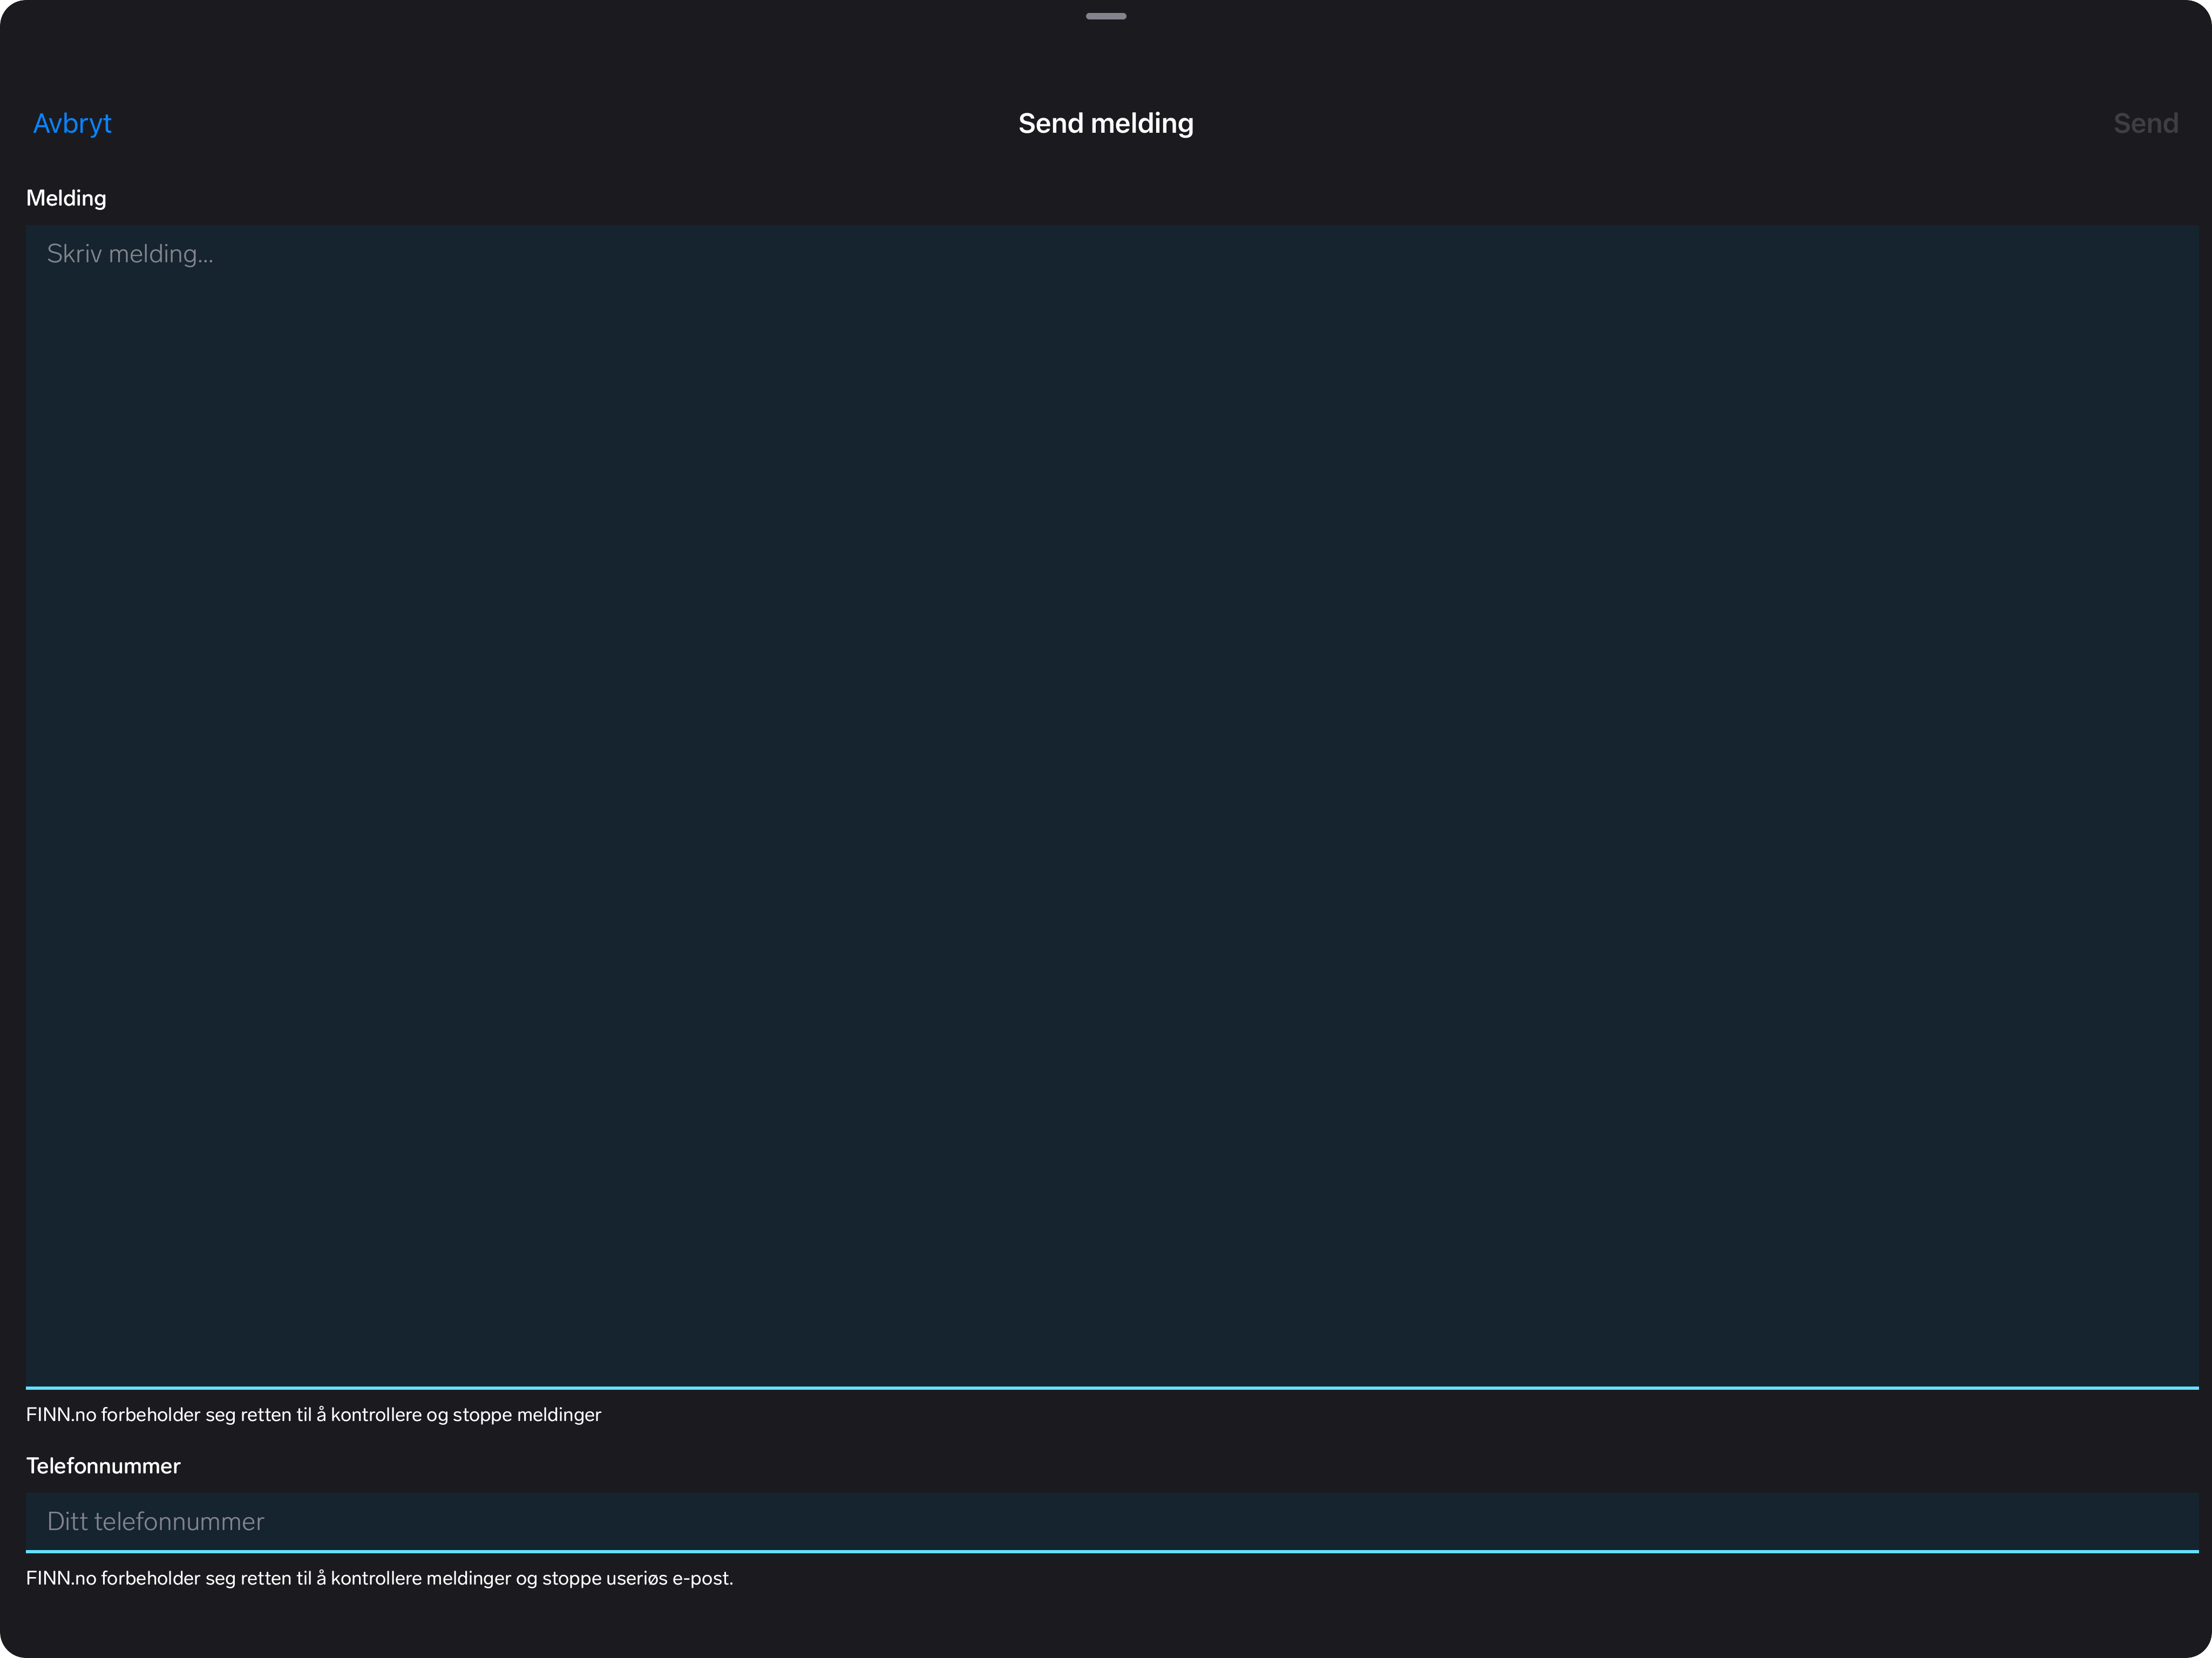 Avbryt
Send melding
Send
Melding
Skriv melding...
FINN.no forbeholder seg retten til å kontrollere og stoppe meldinger
Telefonnummer
Ditt telefonnummer
FINN.no forbeholder seg retten til å kontrollere meldinger og stoppe useriøs e-post.